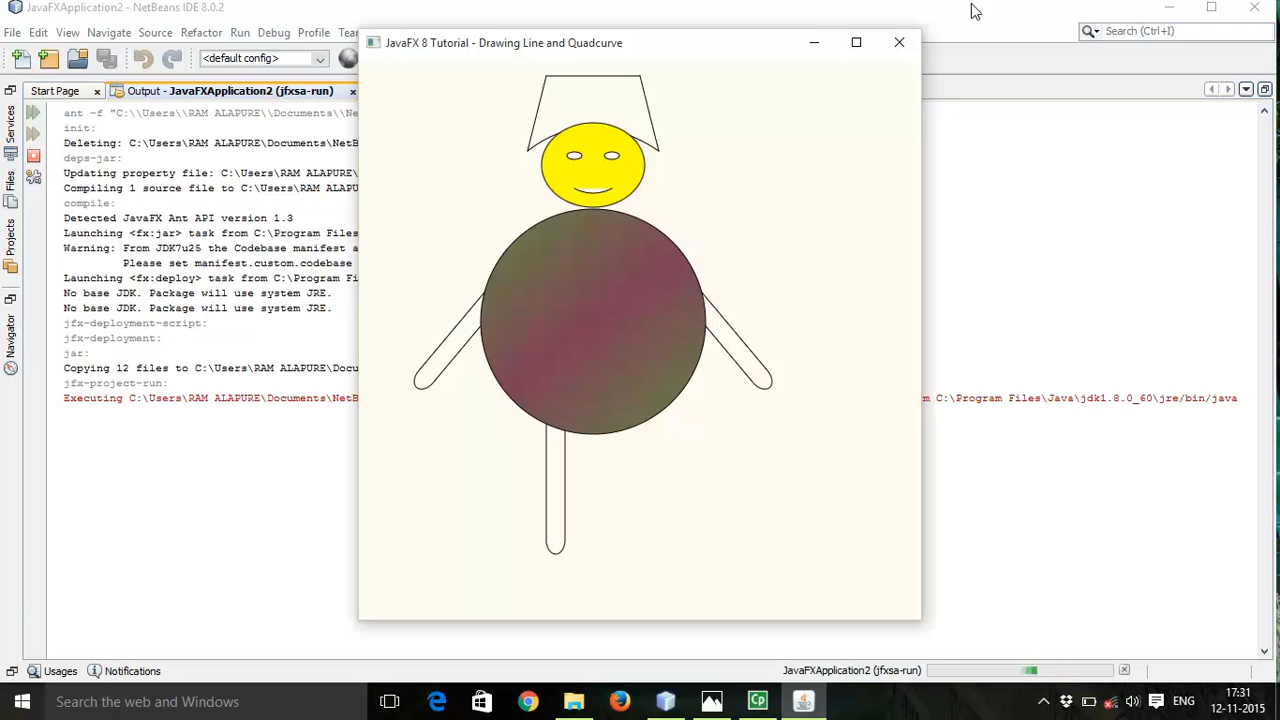 JavaFXApplication2 - NetBeans IDE 8.0.2
File Edit View Navigate Source Refactor Run Debug Profile Tea
Search (Ctrl+I)
<default config>
JavaFX 8 Tutorial - Drawing Line and Quadcurve
Start Page
Output - JavaFXApplication2 (jfxsa-run)
Services
Files
Projects
Navigator
ant -f "C:\\Users\\RAM ALAPURE\\Documents\\Ne
init:
Deleting: C:\Users\RAM ALAPURE\Documents\NetB
deps-jar:
Updating property file: C:\Users\RAM ALAPURE\
Compiling 1 source file to C:\Users\RAM ALAPU
compile:
Detected JavaFX Ant API version 1.3
Launching <fx:jar> task from C:\Program Files
Warning: From JDK7u25 the Codebase manifest a
Please set manifest.custom.codebase
Launching <fx:deploy> task from C:\Program Fi
No base JDK. Package will use system JRE.
No base JDK. Package will use system JRE.
jfx-deployment-script:
jfx-deployment:
jar:
Copying 12 files to C:\Users\RAM ALAPURE\Docu
jfx-project-run:
Executing C:\Users\RAM ALAPURE\Documents\NetB m C:\Program Files\Java\jdk1.8.0_60\jre/bin/java
Usages
Notifications
JavaFXApplication2 (jfxsa-run)
Search the web and Windows
ENG
17:31
12-11-2015